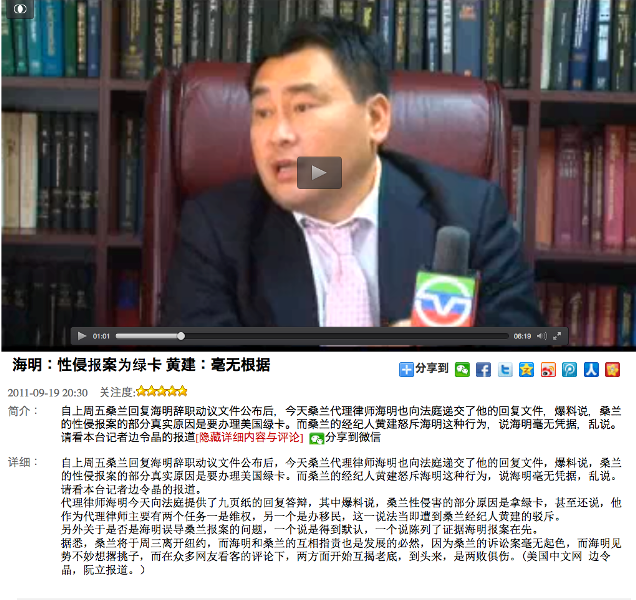 01:01
06:19
海明：性侵报案为绿卡 黄建：毫无根据
分享到
2011-09-19 20:30 关注度:
简介： 自上周五桑兰回复海明辞职动议文件公布后，今天桑兰代理律师海明也向法庭递交了他的回复文件，爆料说，桑兰
的性侵报案的部分真实原因是要办理美国绿卡。而桑兰的经纪人黄建怒斥海明这种行为，说海明毫无凭据，乱说。
请看本台记者边令晶的报道[隐藏详细内容与评论] 分享到微信
详细： 自上周五桑兰回复海明辞职动议文件公布后，今天桑兰代理律师海明也向法庭递交了他的回复文件，爆料说，桑兰
的性侵报案的部分真实原因是要办理美国绿卡。而桑兰的经纪人黄建怒斥海明这种行为，说海明毫无凭据，乱说。
请看本台记者边令晶的报道。
代理律师海明今天向法庭提供了九页纸的回复答辩，其中爆料说，桑兰性侵害的部分原因是拿绿卡，甚至还说，他
作为代理律师主要有两个任务一是维权，另一个是办移民，这一说法当即遭到桑兰经纪人黄建的驳斥。
另外关于是否是海明误导桑兰报案的问题，一个说是得到默认，一个说陈列了证据海明报案在先。
据悉，桑兰将于周三离开纽约，而海明和桑兰的互相指责也是发展的必然，因为桑兰的诉讼案毫无起色，而海明见
势不妙想撂挑子，而在众多网友看客的评论下，两方面开始互揭老底，到头来，是两败俱伤。（美国中文网 边令
晶，阮立报道。）